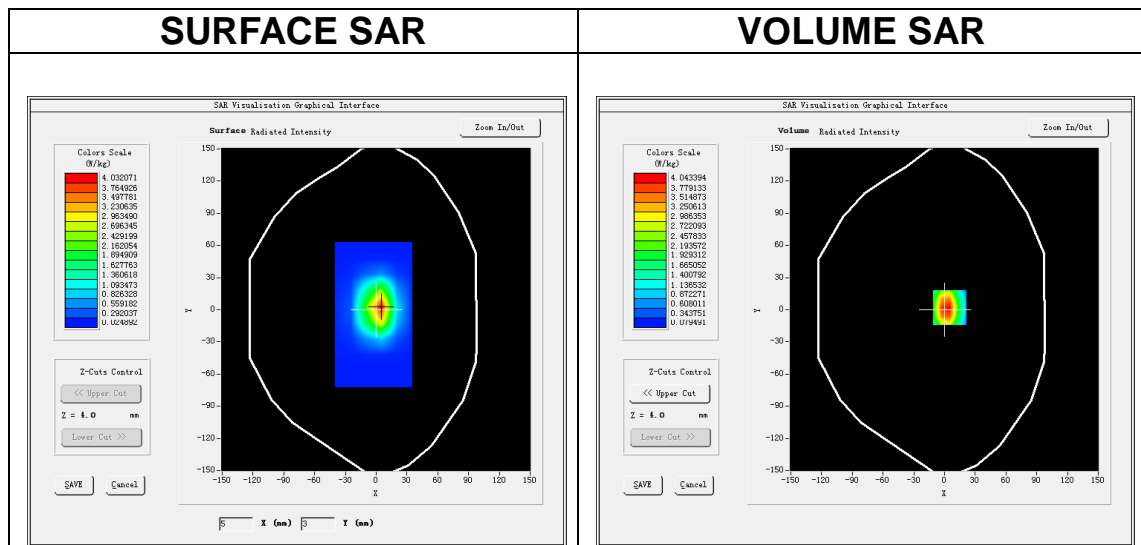 SURFACE SAR
VOLUME SAR
SAR Visualisation Graphical Interface
Surface Radiated Intensity
Zoom In/Out
Colors Scale
(W/kg)
4.032071
3.764926
3.497781
3.230635
2.963490
2.696345
2.429199
2.162054
1.894909
1.627763
1.360618
1.093473
0.826328
0.559182
0.292037
0.024892
Z-Cuts Control
<< Upper Cut
Z = 4.0 mm
Lower Cut >>
SAVE Cancel
150
120
90
60
30
0
-30
-60
-90
-120
-150
Y
-150 -120 -90 -60 -30 0 30 60 90 120 150
X
5 X (mm) 3 Y (mm)
SAR Visualisation Graphical Interface
Volume Radiated Intensity
Zoom In/Out
Colors Scale
(W/kg)
4.043394
3.779133
3.514873
3.250613
2.986353
2.722093
2.457833
2.193572
1.929312
1.665052
1.400792
1.136532
0.872271
0.608011
0.343751
0.079491
Z-Cuts Control
<< Upper Cut
Z = 4.0 mm
Lower Cut >>
SAVE Cancel
150
120
90
60
30
0
-30
-60
-90
-120
-150
Y
-150 -120 -90 -60 -30 0 30 60 90 120 150
X